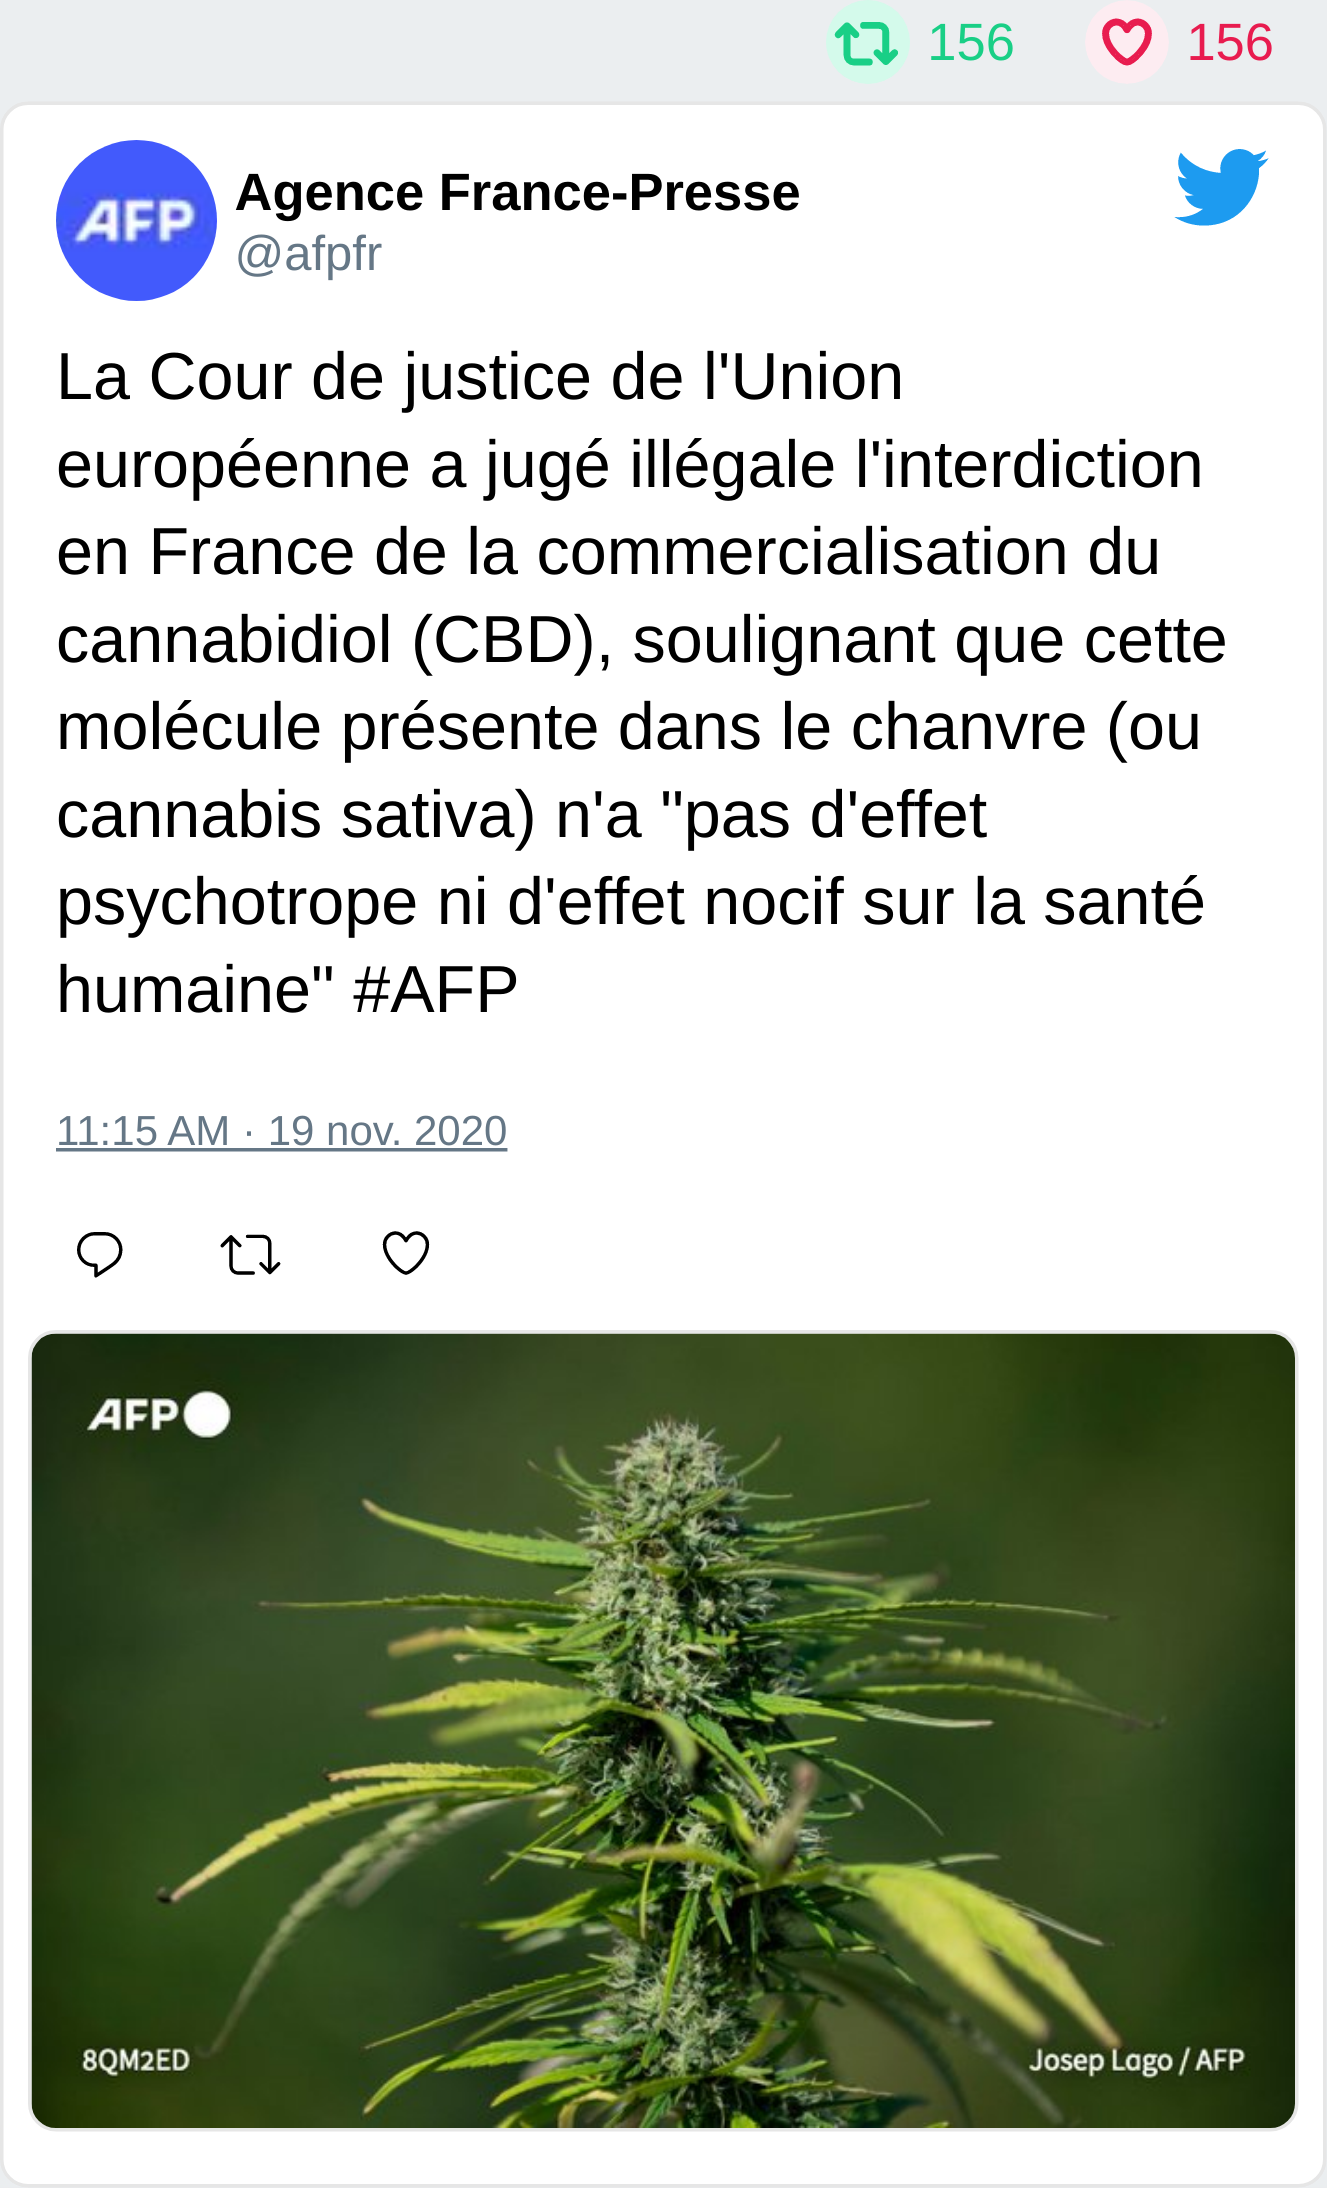 156 156
AFP
Agence France-Presse
@afpfr
La Cour de justice de l'Union
européenne a jugé illégale l'interdiction
en France de la commercialisation du
cannabidiol (CBD), soulignant que cette
molécule présente dans le chanvre (ou
cannabis sativa) n'a "pas d'effet
psychotrope ni d'effet nocif sur la santé
humaine" #AFP
11:15 AM · 19 nov. 2020
AFP
8QM2ED
Josep Lago / AFP